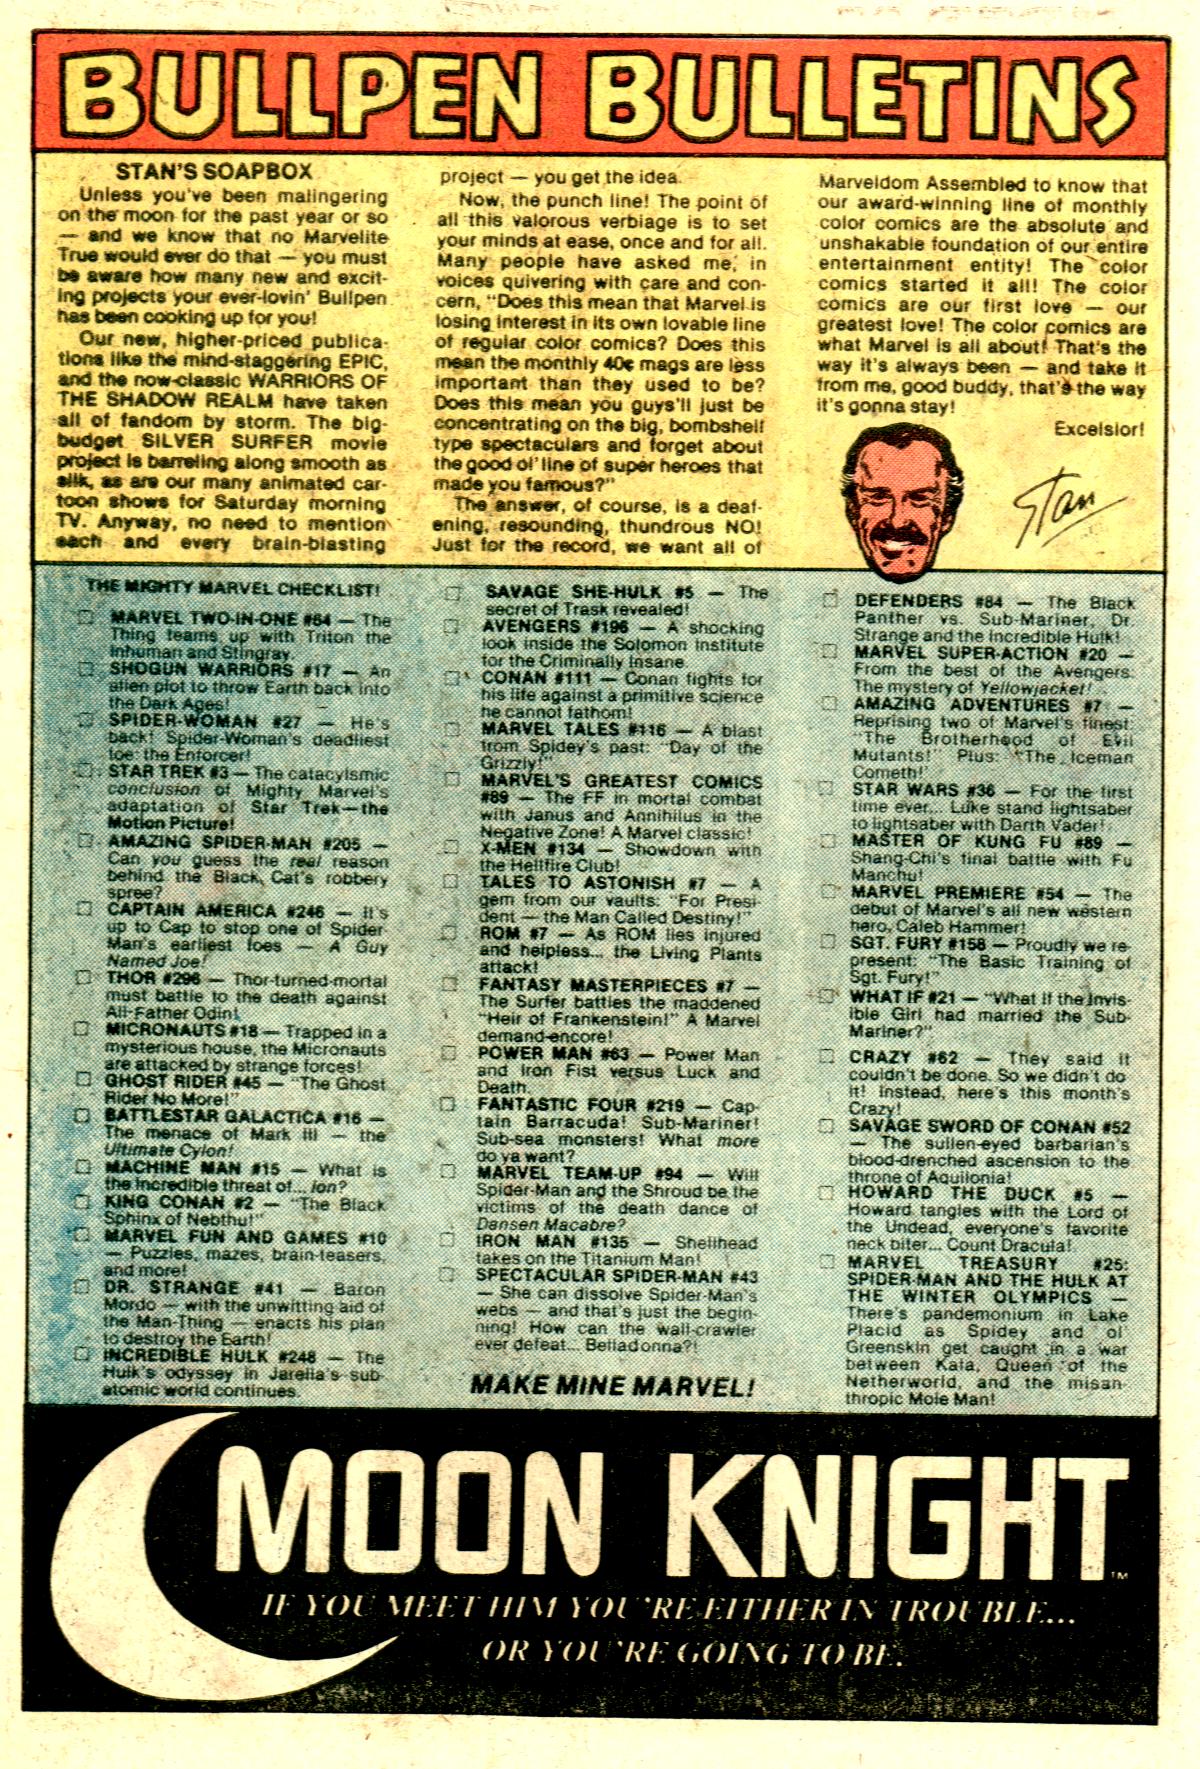 BULLPEN BULLETINS
STAN'S SOAPBOX
Unless you've been malingering
on the moon for the past year or so
— and we know that no Marvelite
True would ever do that — you must
be aware how many new and excit-
ing projects your ever-lovin' Bullpen
has been cooking up for you!
Our new, higher-priced publica-
tions like the mind-staggering EPIC,
and the now-classic WARRIORS OF
THE SHADOW REALM have taken
all of fandom by storm. The big-
budget SILVER SURFER movie
project is barreling along smooth as
silk, as are our many animated car-
toon shows for Saturday morning
TV. Anyway, no need to mention
each and every brain-blasting
project — you get the idea.
Now, the punch line! The point of
all this valorous verbiage is to set
your minds at ease, once and for all.
Many people have asked me, in
voices quivering with care and con-
cern, "Does this mean that Marvel is
losing interest in its own lovable line
of regular color comics? Does this
mean the monthly 40¢ mags are less
important than they used to be?
Does this mean you guys'll just be
concentrating on the big, bombshell
type spectaculars and forget about
the good ol' line of super heroes that
made you famous?"
The answer, of course, is a deaf-
ening, resounding, thundrous NO!
Just for the record, we want all of
Marveldom Assembled to know that
our award-winning line of monthly
color comics are the absolute and
unshakable foundation of our entire
entertainment entity! The color
comics started it all! The color
comics are our first love — our
greatest love! The color comics are
what Marvel is all about! That's the
way it's always been — and take it
from me, good buddy, that's the way
it's gonna stay!
Excelsior!
Stan
THE MIGHTY MARVEL CHECKLIST!
MARVEL TWO-IN-ONE #64 — The
Thing teams up with Triton the
Inhuman and Stingray.
SHOGUN WARRIORS #17 — An
alien plot to throw Earth back into
the Dark Ages!
SPIDER-WOMAN #27 — He's
back! Spider-Woman's deadliest
foe: the Enforcer!
STAR TREK #3 — The cataclysmic
conclusion of Mighty Marvel's
adaptation of Star Trek—the
Motion Picture!
AMAZING SPIDER-MAN #205 —
Can you guess the real reason
behind the Black Cat's robbery
spree?
CAPTAIN AMERICA #246 — It's
up to Cap to stop one of Spider
Man's earliest foes — A Guy
Named Joe!
THOR #296 — Thor-turned-mortal
must battle to the death against
All-Father Odin!
MICRONAUTS #18 — Trapped in a
mysterious house, the Micronauts
are attacked by strange forces!
GHOST RIDER #45 — "The Ghost
Rider No More!"
BATTLESTAR GALACTICA #16 —
The menace of Mark III — the
Ultimate Cylon!
MACHINE MAN #15 — What is
the incredible threat of... Ion?
KING CONAN #2 — "The Black
Sphinx of Nebthu!"
MARVEL FUN AND GAMES #10
— Puzzles, mazes, brain-teasers,
and more!
DR. STRANGE #41 — Baron
Mordo — with the unwitting aid of
the Man-Thing — enacts his plan
to destroy the Earth!
INCREDIBLE HULK #248 — The
Hulk's odyssey in Jarella's sub-
atomic world continues.
SAVAGE SHE-HULK #5 — The
secret of Trask revealed!
AVENGERS #196 — A shocking
look inside the Solomon Institute
for the Criminally Insane.
CONAN #111 — Conan fights for
his life against a primitive science
he cannot fathom!
MARVEL TALES #116 — A blast
from Spidey's past: "Day of the
Grizzly!"
MARVEL'S GREATEST COMICS
#89 — The FF in mortal combat
with Janus and Annihilus in the
Negative Zone! A Marvel classic!
X-MEN #134 — Showdown with
the Hellfire Club!
TALES TO ASTONISH #7 — A
gem from our vaults: "For Presi-
dent — the Man Called Destiny!"
ROM #7 — As ROM lies injured
and helpless... the Living Plants
attack!
FANTASY MASTERPIECES #7 —
The Surfer battles the maddened
"Heir of Frankenstein!" A Marvel
demand-encore!
POWER MAN #63 — Power Man
and Iron Fist versus Luck and
Death.
FANTASTIC FOUR #219 — Cap-
tain Barracuda! Sub-Mariner!
Sub-sea monsters! What more
do ya want?
MARVEL TEAM-UP #94 — Will
Spider-Man and the Shroud be the
victims of the death dance of
Dansen Macabre?
IRON MAN #135 — Shellhead
takes on the Titanium Man!
SPECTACULAR SPIDER-MAN #43
— She can dissolve Spider-Man's
webs — and that's just the begin-
ning! How can the wall-crawler
ever defeat... Belladonna?!
MAKE MINE MARVEL!
DEFENDERS #84 — The Black
Panther vs. Sub-Mariner, Dr.
Strange and the Incredible Hulk!
MARVEL SUPER-ACTION #20 —
From the best of the Avengers:
The mystery of Yellowjacket!
AMAZING ADVENTURES #7 —
Reprising two of Marvel's finest:
"The Brotherhood of Evil
Mutants!" Plus: "The Iceman
Cometh!"
STAR WARS #36 — For the first
time ever... Luke stand lightsaber
to lightsaber with Darth Vader!
MASTER OF KUNG FU #89 —
Shang-Chi's final battle with Fu
Manchu!
MARVEL PREMIERE #54 — The
debut of Marvel's all new western
hero, Caleb Hammer!
SGT. FURY #158 — Proudly we re-
present: "The Basic Training of
Sgt. Fury!"
WHAT IF #21 — "What if the Invis-
ible Girl had married the Sub-
Mariner?"
CRAZY #62 — They said it
couldn't be done. So we didn't do
it! Instead, here's this month's
Crazy!
SAVAGE SWORD OF CONAN #52
— The sullen-eyed barbarian's
blood-drenched ascension to the
throne of Aquilonia!
HOWARD THE DUCK #5 —
Howard tangles with the Lord of
the Undead, everyone's favorite
neck biter... Count Dracula!
MARVEL TREASURY #25:
SPIDER-MAN AND THE HULK AT
THE WINTER OLYMPICS —
There's pandemonium in Lake
Placid as Spidey and ol'
Greenskin get caught in a war
between Kala, Queen of the
Netherworld, and the misan-
thropic Mole Man!
MOON KNIGHT™
IF YOU MEET HIM YOU'RE EITHER IN TROUBLE...
OR YOU'RE GOING TO BE.